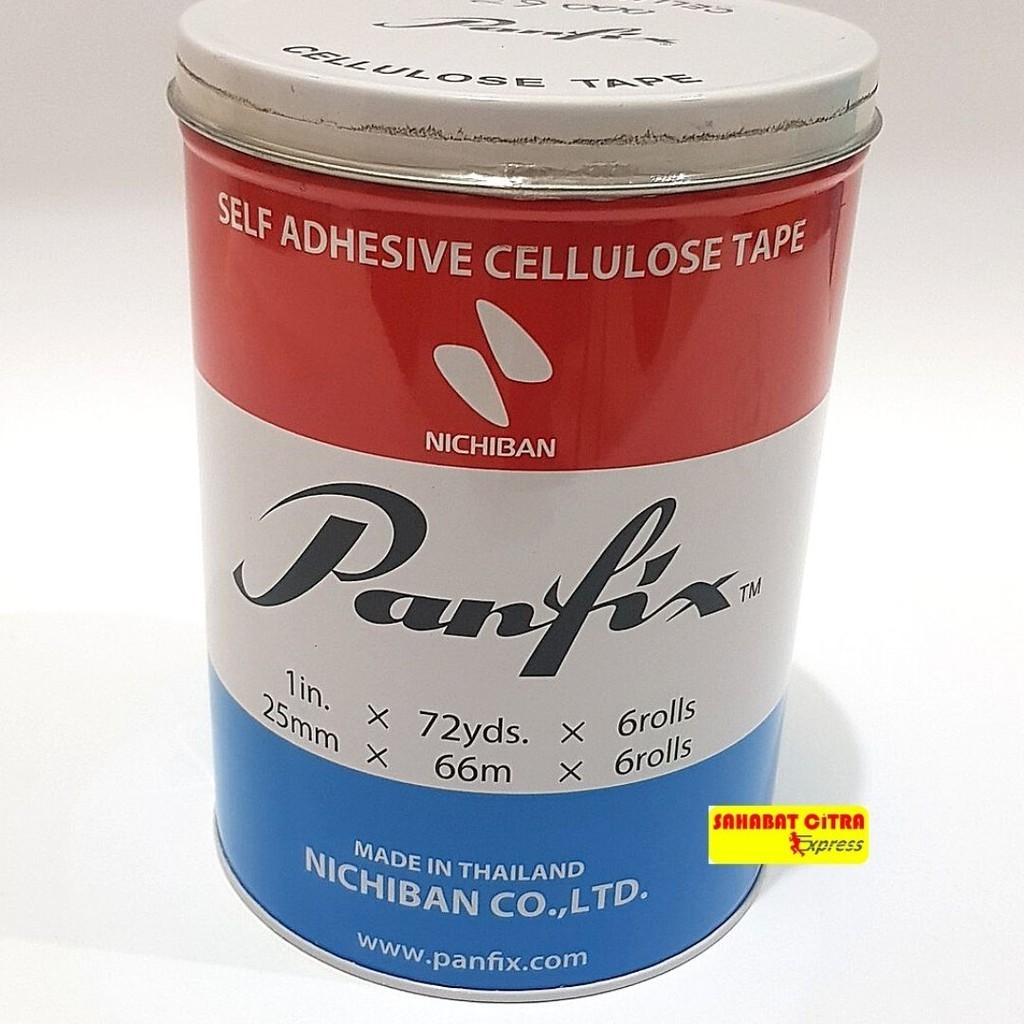 Panfix
CELLULOSE TAPE
SELF ADHESIVE CELLULOSE TAPE
NICHIBAN
Panfix™
1in. × 72yds. × 6rolls
25mm × 66m × 6rolls
MADE IN THAILAND
NICHIBAN CO.,LTD.
www.panfix.com
SAHABAT CiTRA
Express